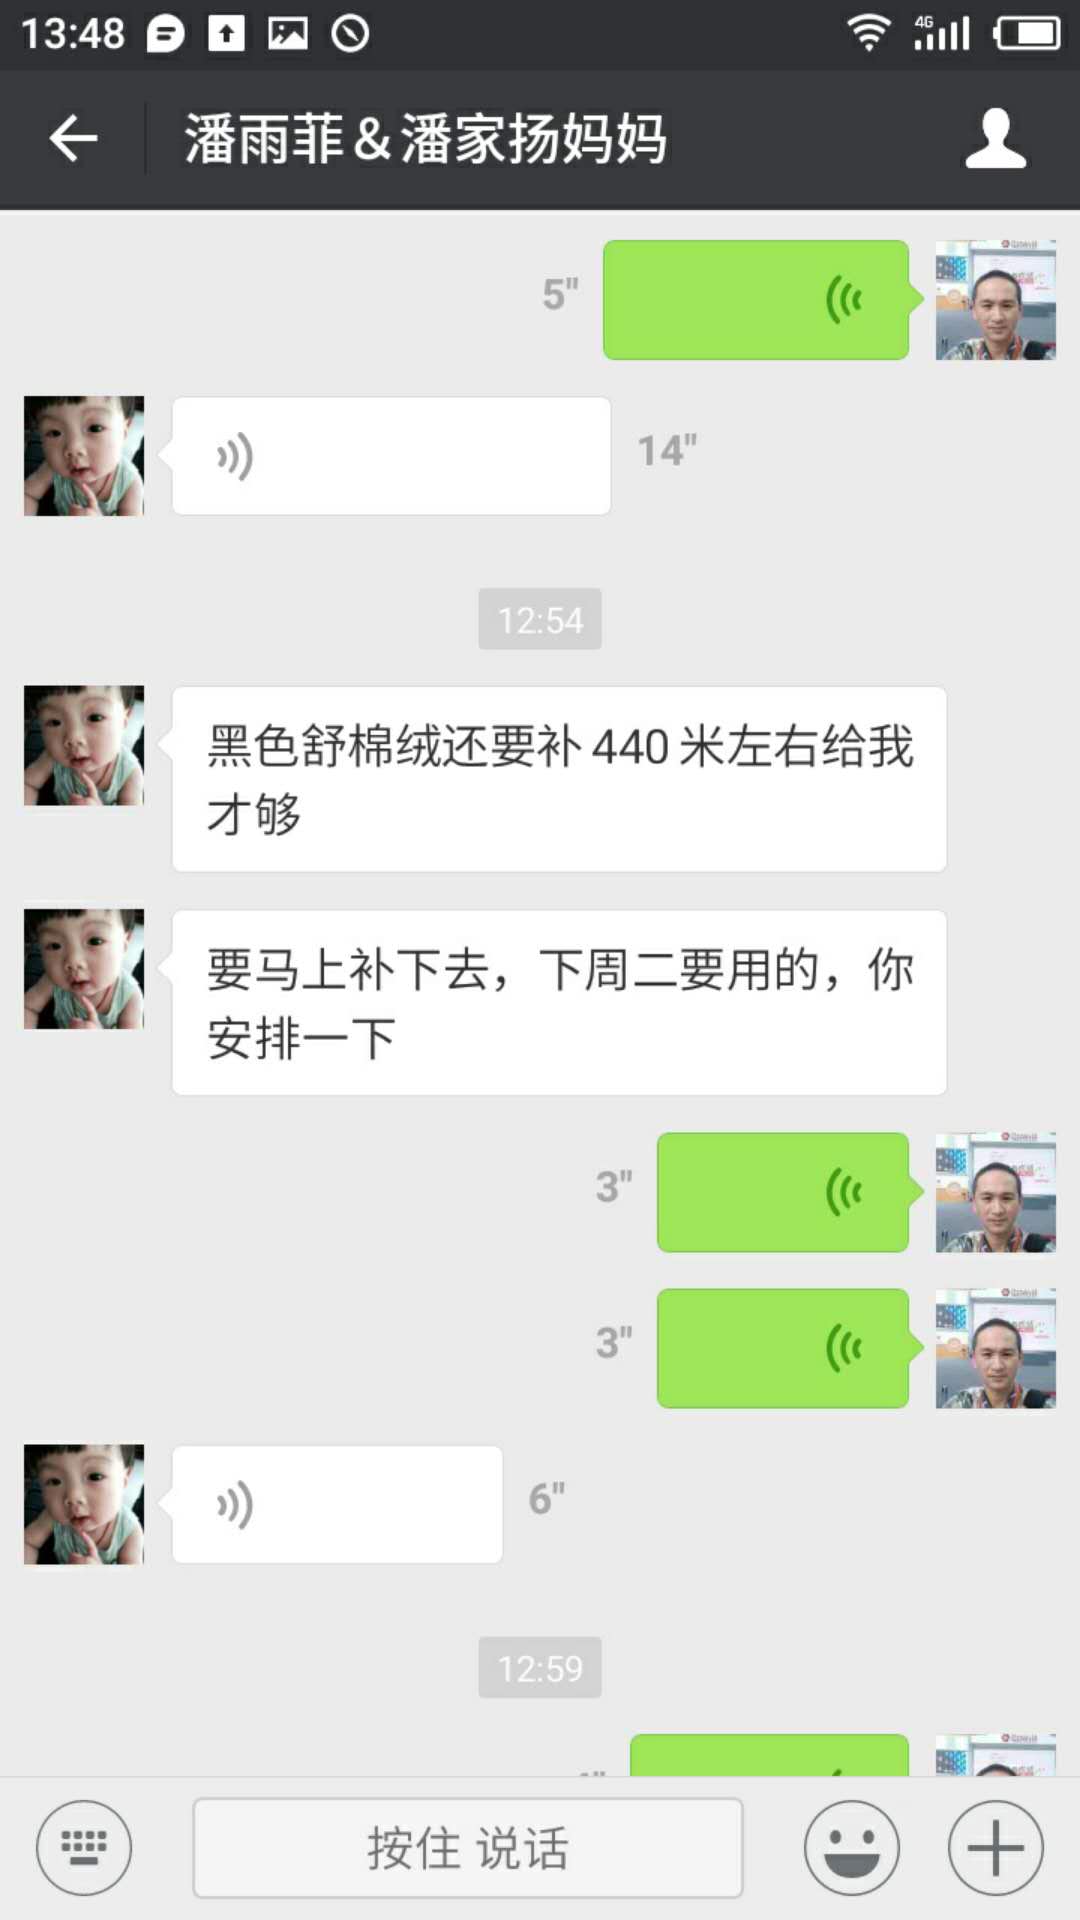 13:48
4G
潘雨菲&潘家扬妈妈
5"
14"
12:54
黑色舒棉绒还要补440米左右给我
才够
要马上补下去，下周二要用的，你
安排一下
3"
3"
6"
12:59
按住 说话